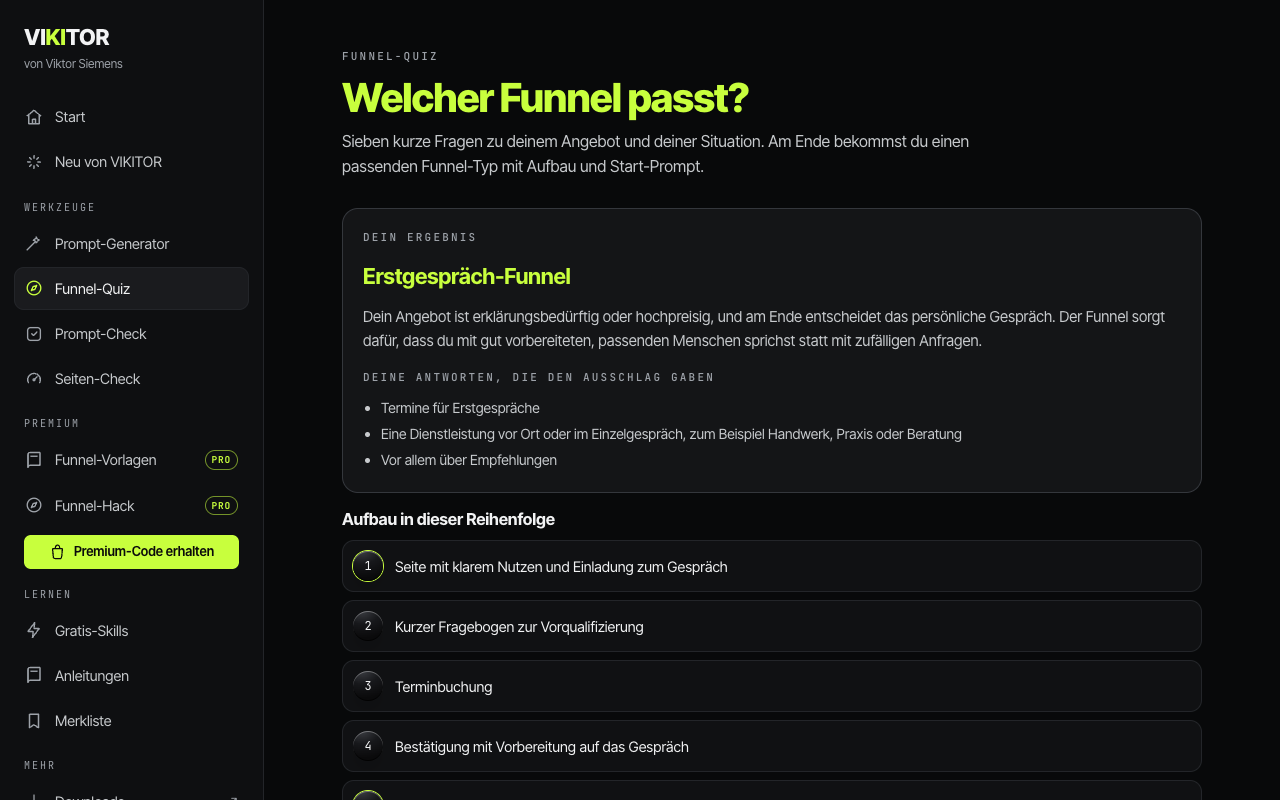 VIKITOR
von Viktor Siemens
Start
Neu von VIKITOR
WERKZEUGE
Prompt-Generator
Funnel-Quiz
Prompt-Check
Seiten-Check
PREMIUM
Funnel-Vorlagen PRO
Funnel-Hack PRO
Premium-Code erhalten
LERNEN
Gratis-Skills
Anleitungen
Merkliste
MEHR
FUNNEL-QUIZ
Welcher Funnel passt?
Sieben kurze Fragen zu deinem Angebot und deiner Situation. Am Ende bekommst du einen
passenden Funnel-Typ mit Aufbau und Start-Prompt.
DEIN ERGEBNIS
Erstgespräch-Funnel
Dein Angebot ist erklärungsbedürftig oder hochpreisig, und am Ende entscheidet das persönliche Gespräch. Der Funnel sorgt
dafür, dass du mit gut vorbereiteten, passenden Menschen sprichst statt mit zufälligen Anfragen.
DEINE ANTWORTEN, DIE DEN AUSSCHLAG GABEN
• Termine für Erstgespräche
• Eine Dienstleistung vor Ort oder im Einzelgespräch, zum Beispiel Handwerk, Praxis oder Beratung
• Vor allem über Empfehlungen
Aufbau in dieser Reihenfolge
1 Seite mit klarem Nutzen und Einladung zum Gespräch
2 Kurzer Fragebogen zur Vorqualifizierung
3 Terminbuchung
4 Bestätigung mit Vorbereitung auf das Gespräch